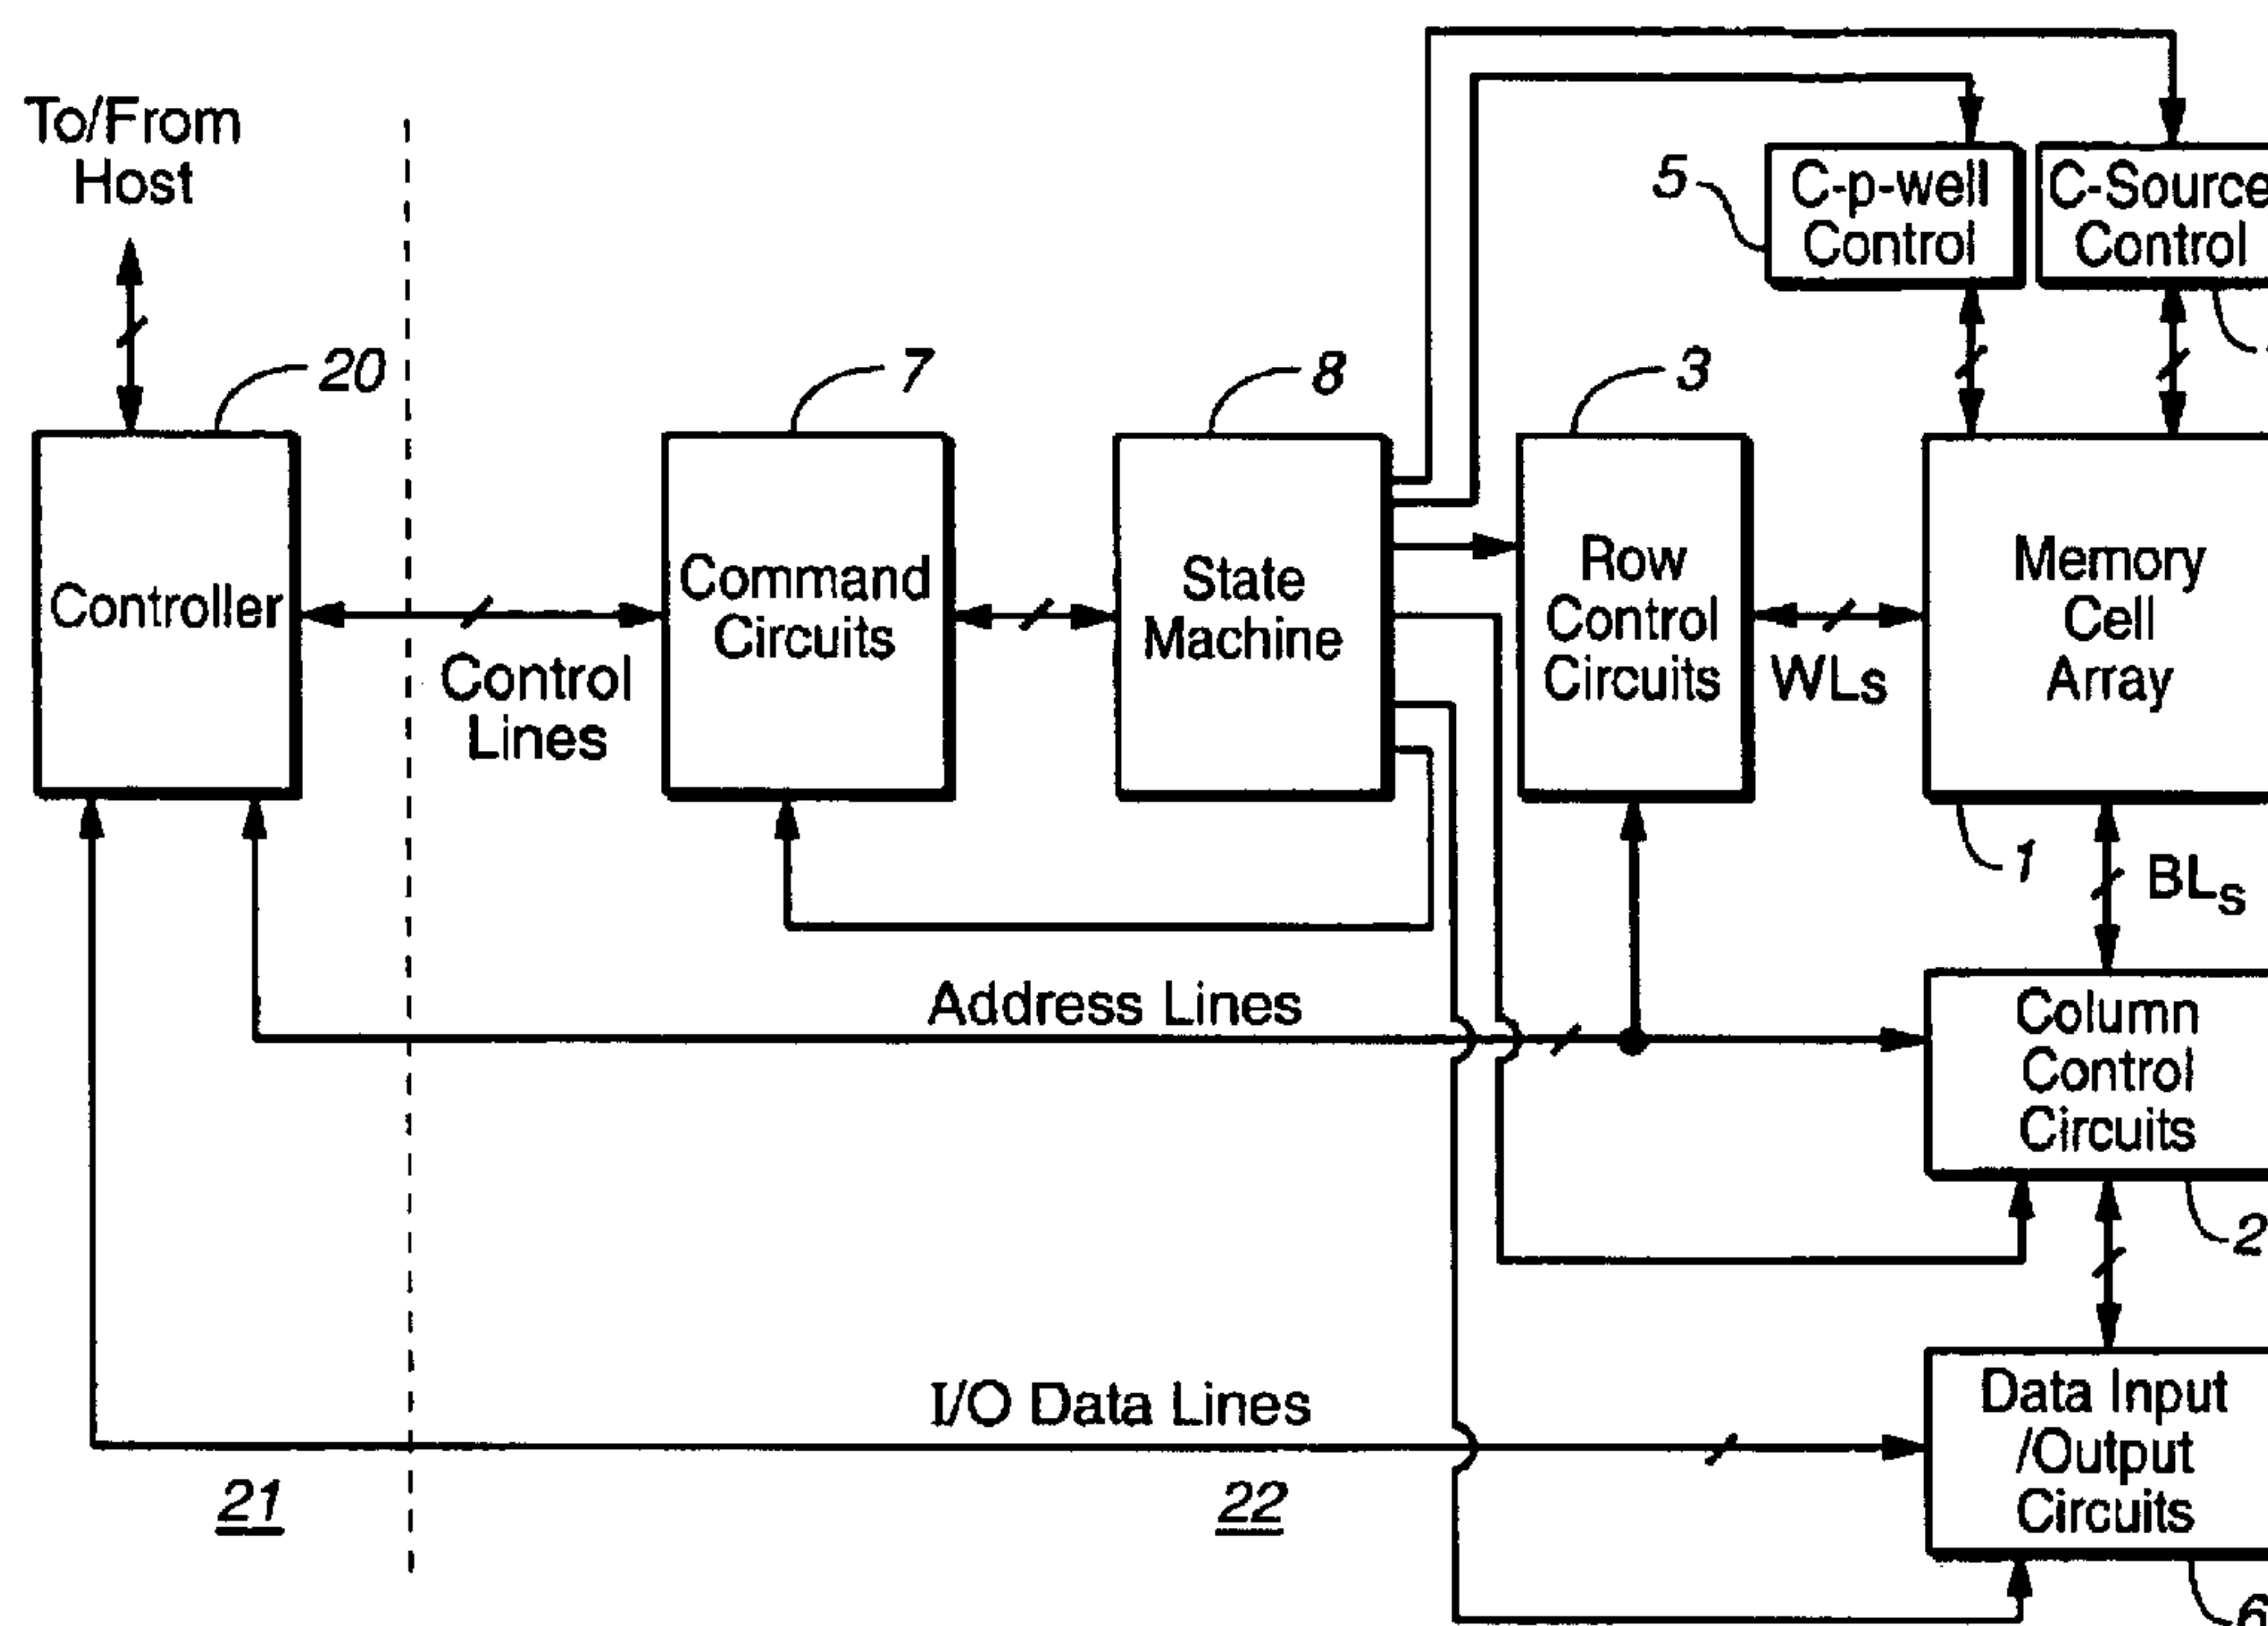 To/From
Host
20
7
8
3
5
C-p-well
Control
C-Source
Control
Controller
Control
Lines
Command
Circuits
State
Machine
Row
Control
Circuits
WLs
Memory
Cell
Array
1
BLs
Address Lines
Column
Control
Circuits
2
I/O Data Lines
Data Input
/Output
Circuits
6
21
22